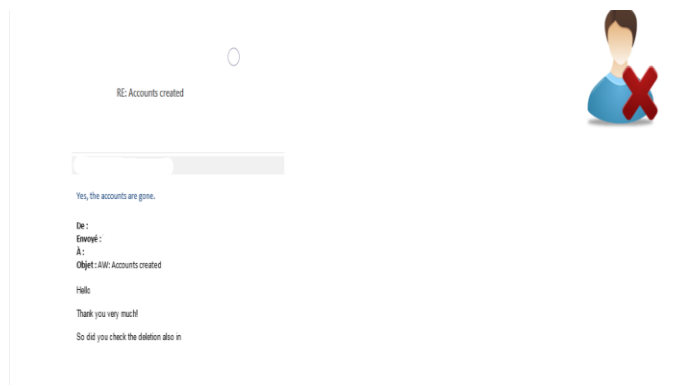 RE: Accounts created
Yes, the accounts are gone.
De :
Envoyé :
À :
Objet : AW: Accounts created
Hello
Thank you very much!
So did you check the deletion also in